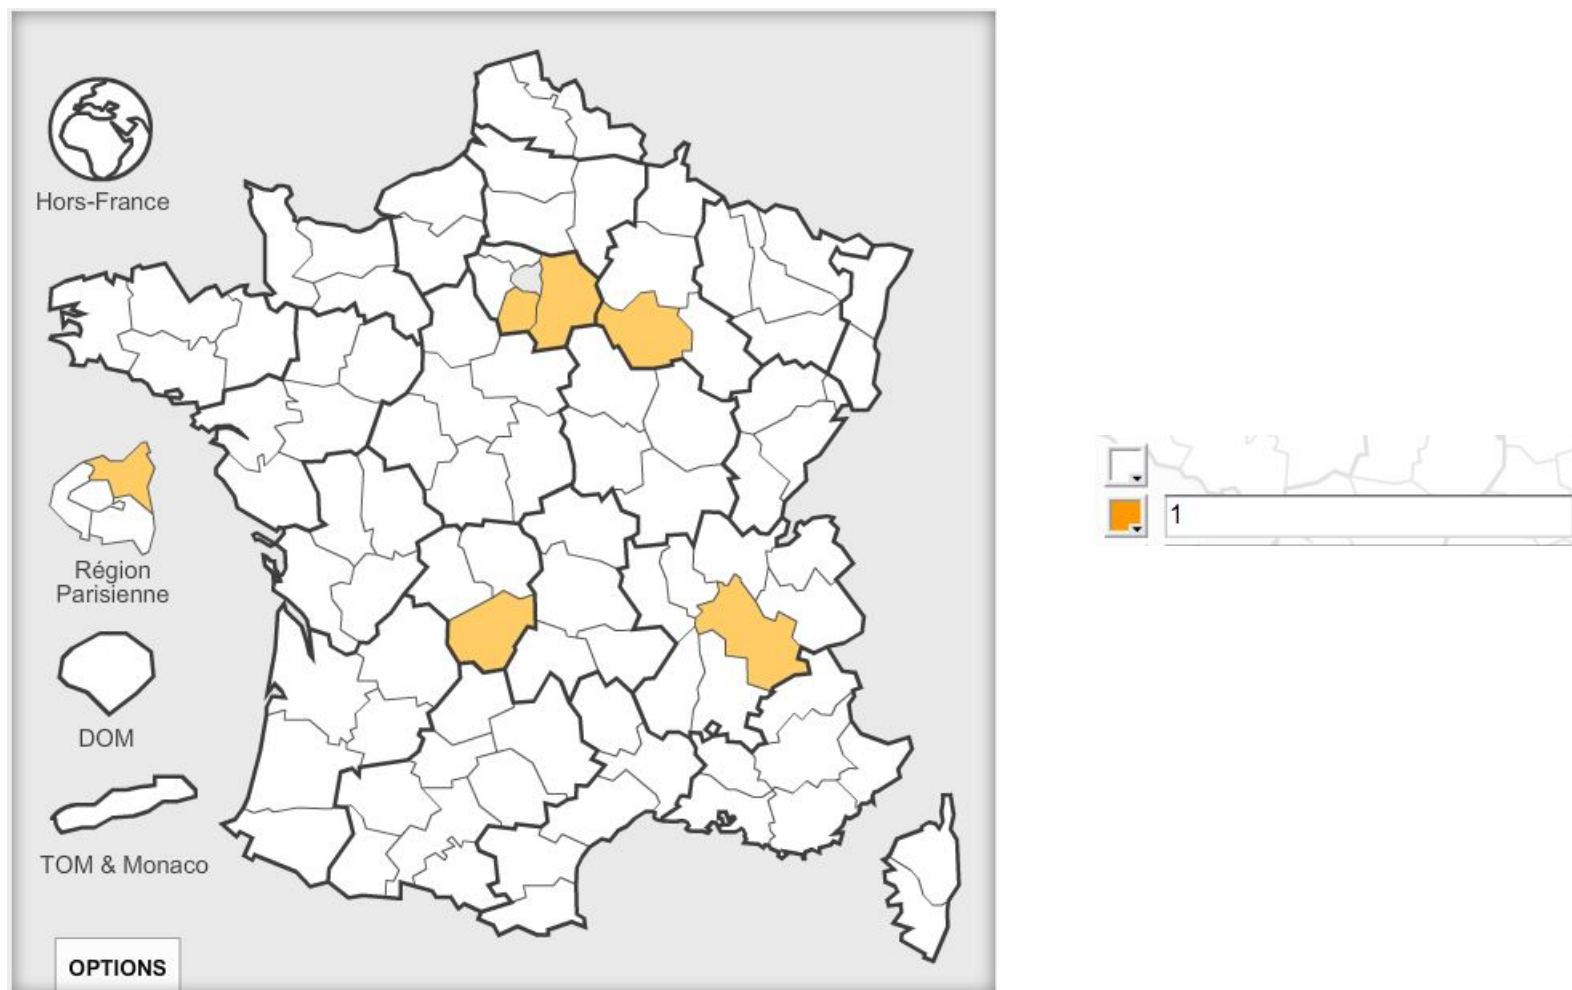 Hors-France
Région
Parisienne
DOM
TOM & Monaco
OPTIONS
1